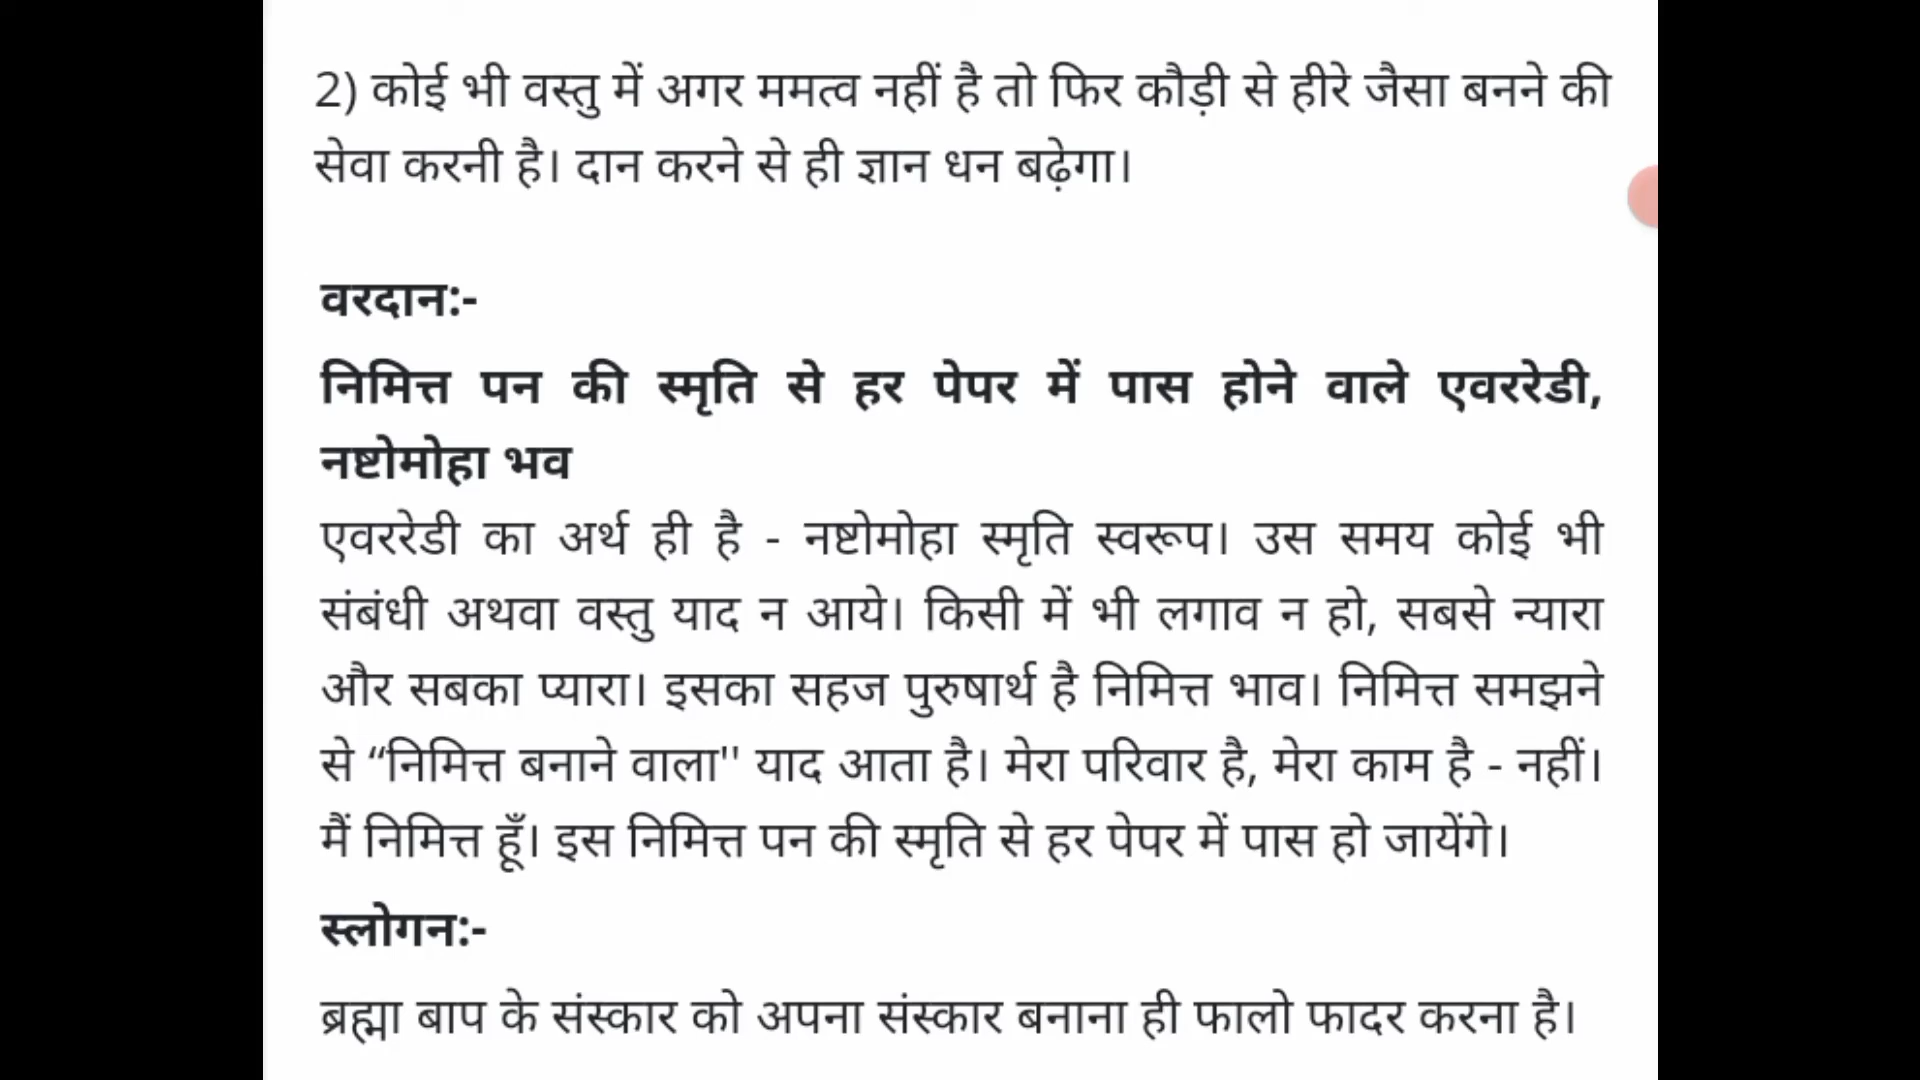 2) कोई भी वस्तु में अगर ममत्व नहीं है तो फिर कौड़ी से हीरे जैसा बनने की
सेवा करनी है। दान करने से ही ज्ञान धन बढ़ेगा।
वरदान:-
निमित्त पन की स्मृति से हर पेपर में पास होने वाले एवररेडी,
नष्टोमोहा भव
एवररेडी का अर्थ ही है - नष्टोमोहा स्मृति स्वरूप। उस समय कोई भी
संबंधी अथवा वस्तु याद न आये। किसी में भी लगाव न हो, सबसे न्यारा
और सबका प्यारा। इसका सहज पुरुषार्थ है निमित्त भाव। निमित्त समझने
से “निमित्त बनाने वाला'' याद आता है। मेरा परिवार है, मेरा काम है - नहीं।
मैं निमित्त हूँ। इस निमित्त पन की स्मृति से हर पेपर में पास हो जायेंगे।
स्लोगन:-
ब्रह्मा बाप के संस्कार को अपना संस्कार बनाना ही फालो फादर करना है।